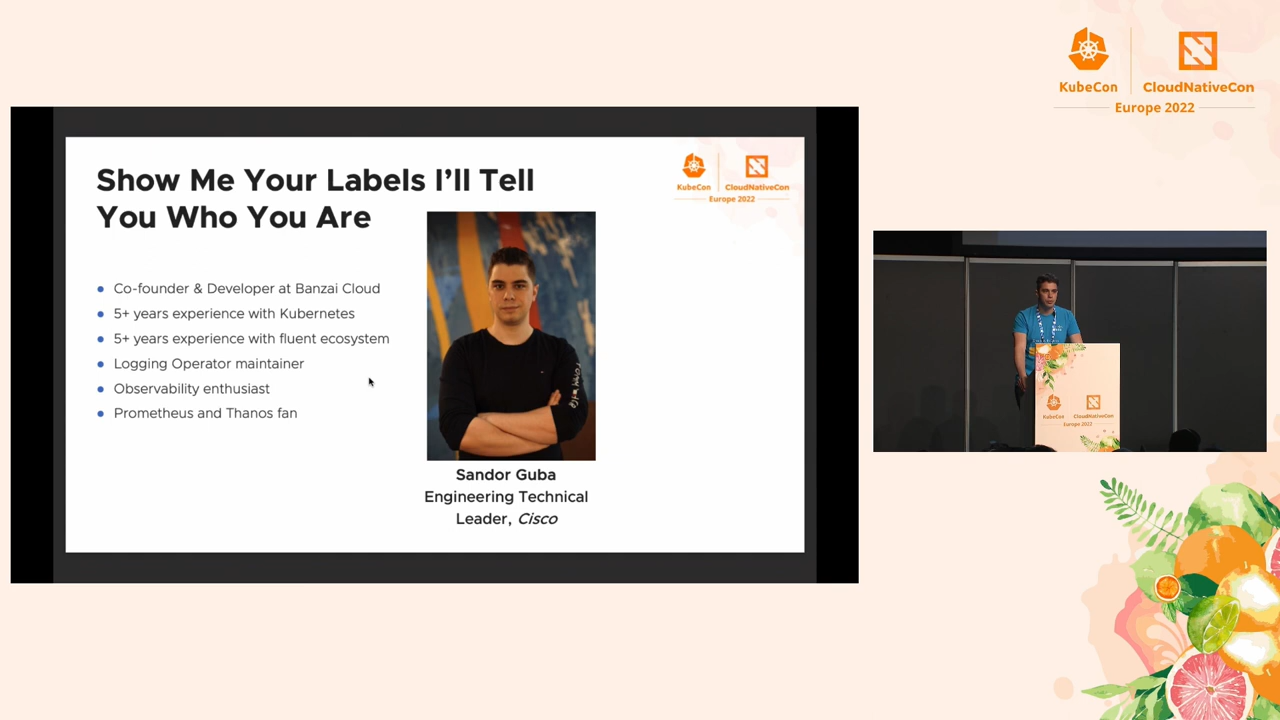 KubeCon
CloudNativeCon
Europe 2022
Show Me Your Labels I'll Tell
You Who You Are
KubeCon
CloudNativeCon
Europe 2022
Co-founder & Developer at Banzai Cloud
5+ years experience with Kubernetes
5+ years experience with fluent ecosystem
Logging Operator maintainer
Observability enthusiast
Prometheus and Thanos fan
Sandor Guba
Engineering Technical
Leader, Cisco
KubeCon
CloudNativeCon
Europe 2022